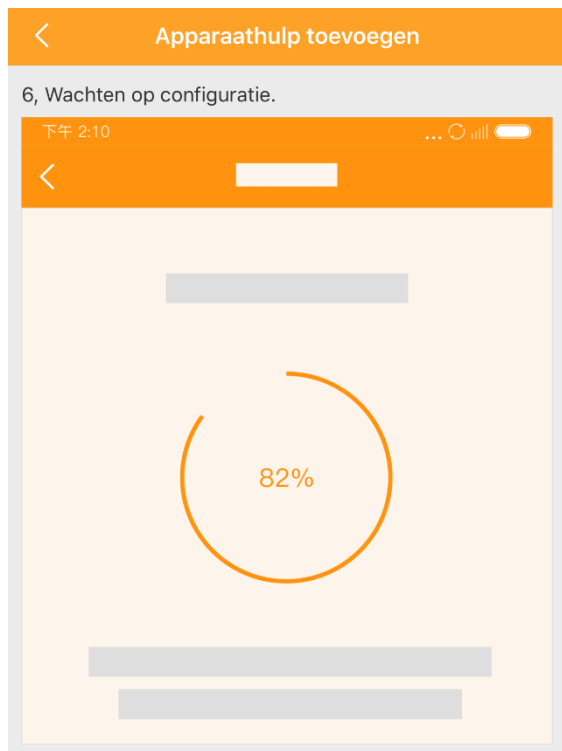 Apparaathulp toevoegen
6, Wachten op configuratie.
下午 2:10
82%